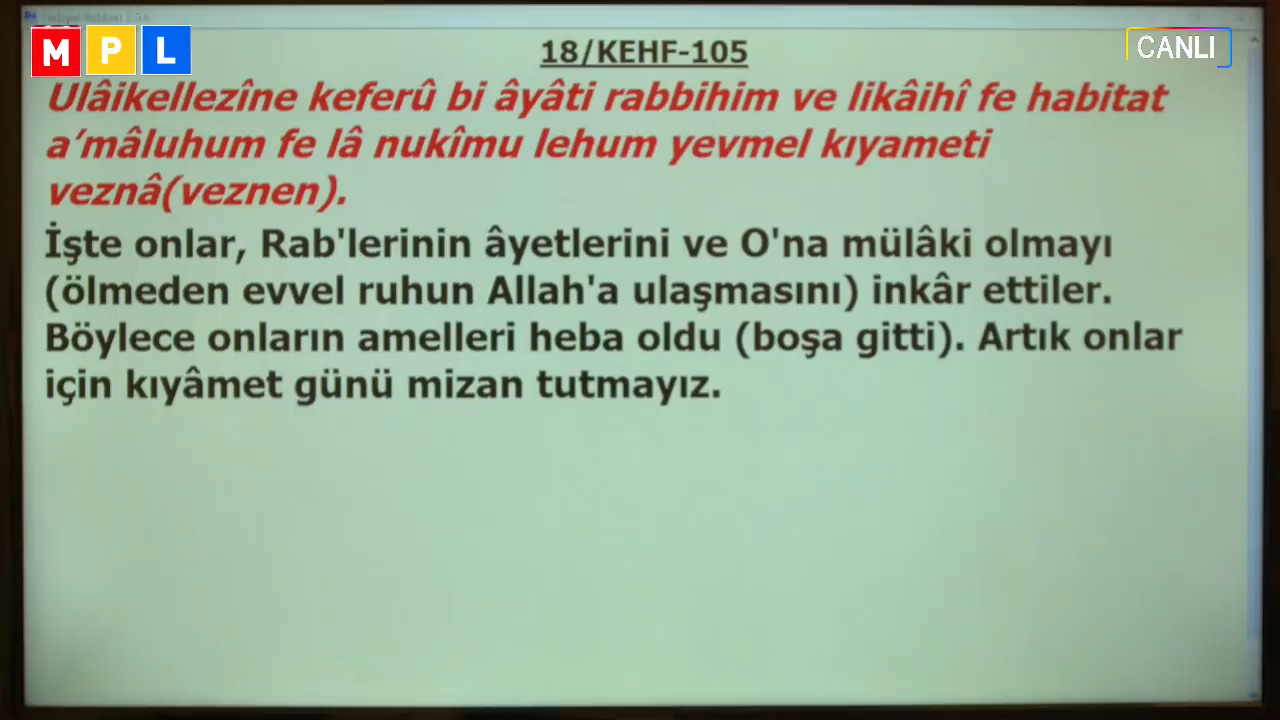 M P L
CANLI
18/KEHF-105
Ulâikellezîne keferû bi âyâti rabbihim ve likâihî fe habitat
a’mâluhum fe lâ nukîmu lehum yevmel kıyameti
veznâ(veznen).
İşte onlar, Rab'lerinin âyetlerini ve O'na mülâki olmayı
(ölmeden evvel ruhun Allah'a ulaşmasını) inkâr ettiler.
Böylece onların amelleri heba oldu (boşa gitti). Artık onlar
için kıyâmet günü mizan tutmayız.